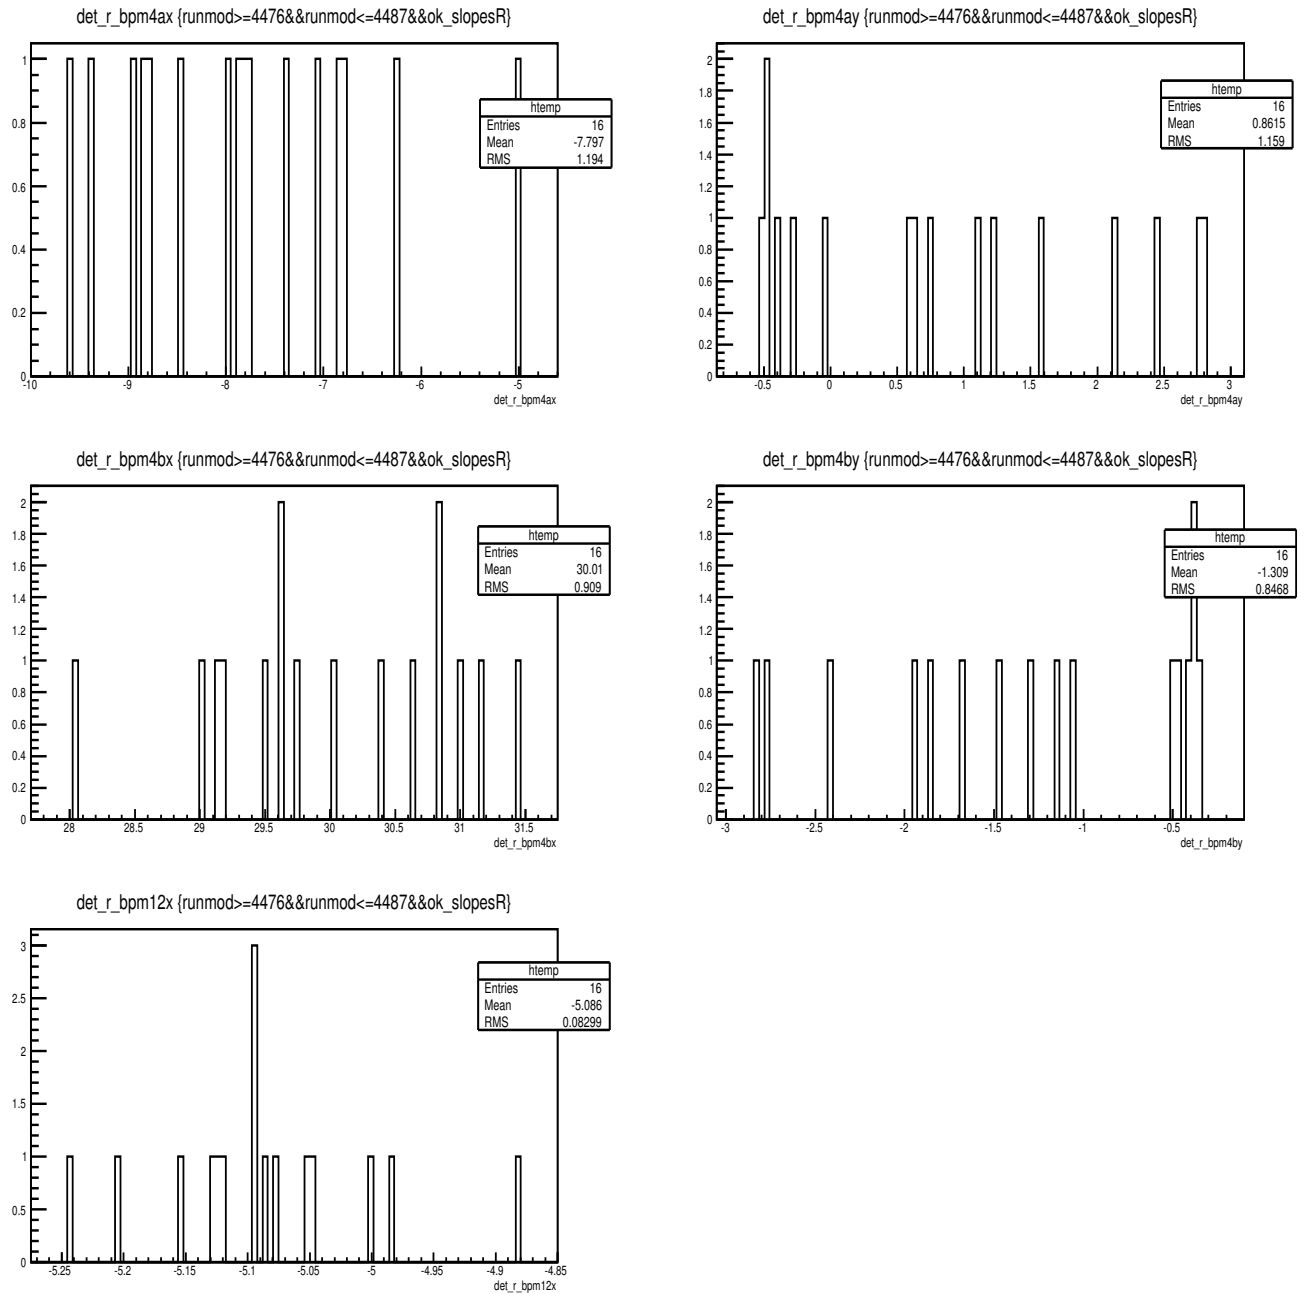 det_r_bpm4ax {runmod>=4476&&runmod<=4487&&ok_slopesR}
htemp
Entries 16
Mean -7.797
RMS 1.194
1
0.8
0.6
0.4
0.2
0
-10 -9 -8 -7 -6 -5
det_r_bpm4ax
det_r_bpm4ay {runmod>=4476&&runmod<=4487&&ok_slopesR}
htemp
Entries 16
Mean 0.8615
RMS 1.159
2
1.8
1.6
1.4
1.2
1
0.8
0.6
0.4
0.2
0
-0.5 0 0.5 1 1.5 2 2.5 3
det_r_bpm4ay
det_r_bpm4bx {runmod>=4476&&runmod<=4487&&ok_slopesR}
htemp
Entries 16
Mean 30.01
RMS 0.909
2
1.8
1.6
1.4
1.2
1
0.8
0.6
0.4
0.2
0
28 28.5 29 29.5 30 30.5 31 31.5
det_r_bpm4bx
det_r_bpm4by {runmod>=4476&&runmod<=4487&&ok_slopesR}
htemp
Entries 16
Mean -1.309
RMS 0.8468
2
1.8
1.6
1.4
1.2
1
0.8
0.6
0.4
0.2
0
-3 -2.5 -2 -1.5 -1 -0.5
det_r_bpm4by
det_r_bpm12x {runmod>=4476&&runmod<=4487&&ok_slopesR}
htemp
Entries 16
Mean -5.086
RMS 0.08299
3
2.5
2
1.5
1
0.5
0
-5.25 -5.2 -5.15 -5.1 -5.05 -5 -4.95 -4.9 -4.85
det_r_bpm12x